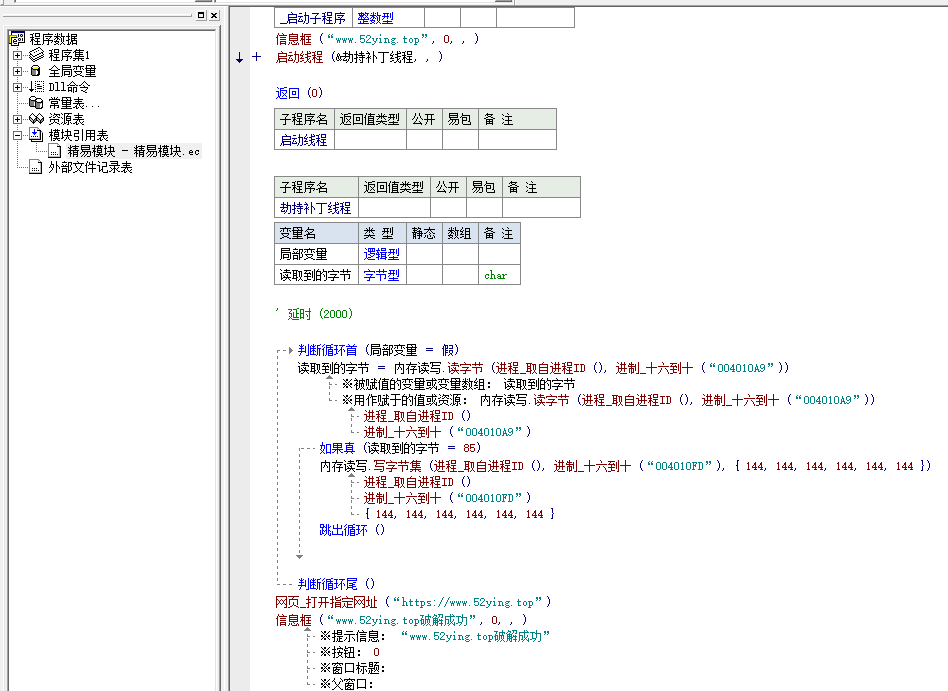 程序数据
程序集1
全局变量
Dll命令
常量表...
资源表
模块引用表
精易模块 - 精易模块.ec
外部文件记录表
_启动子程序 整数型
信息框 (“www.52ying.top”, 0, , )
启动线程 (&劫持补丁线程, , )
返回 (0)
子程序名 返回值类型 公开 易包 备 注
启动线程
子程序名 返回值类型 公开 易包 备 注
劫持补丁线程
变量名 类 型 静态 数组 备 注
局部变量 逻辑型
读取到的字节 字节型 char
' 延时 (2000)
判断循环首 (局部变量 = 假)
读取到的字节 = 内存读写.读字节 (进程_取自进程ID (), 进制_十六到十 (“004010A9”))
※被赋值的变量或变量数组: 读取到的字节
※用作赋于的值或资源: 内存读写.读字节 (进程_取自进程ID (), 进制_十六到十 (“004010A9”))
进程_取自进程ID ()
进制_十六到十 (“004010A9”)
如果真 (读取到的字节 = 85)
内存读写.写字节集 (进程_取自进程ID (), 进制_十六到十 (“004010FD”), { 144, 144, 144, 144, 144, 144 })
进程_取自进程ID ()
进制_十六到十 (“004010FD”)
{ 144, 144, 144, 144, 144, 144 }
跳出循环 ()
判断循环尾 ()
网页_打开指定网址 (“https://www.52ying.top”)
信息框 (“www.52ying.top破解成功”, 0, , )
※提示信息: “www.52ying.top破解成功”
※按钮: 0
※窗口标题:
※父窗口: